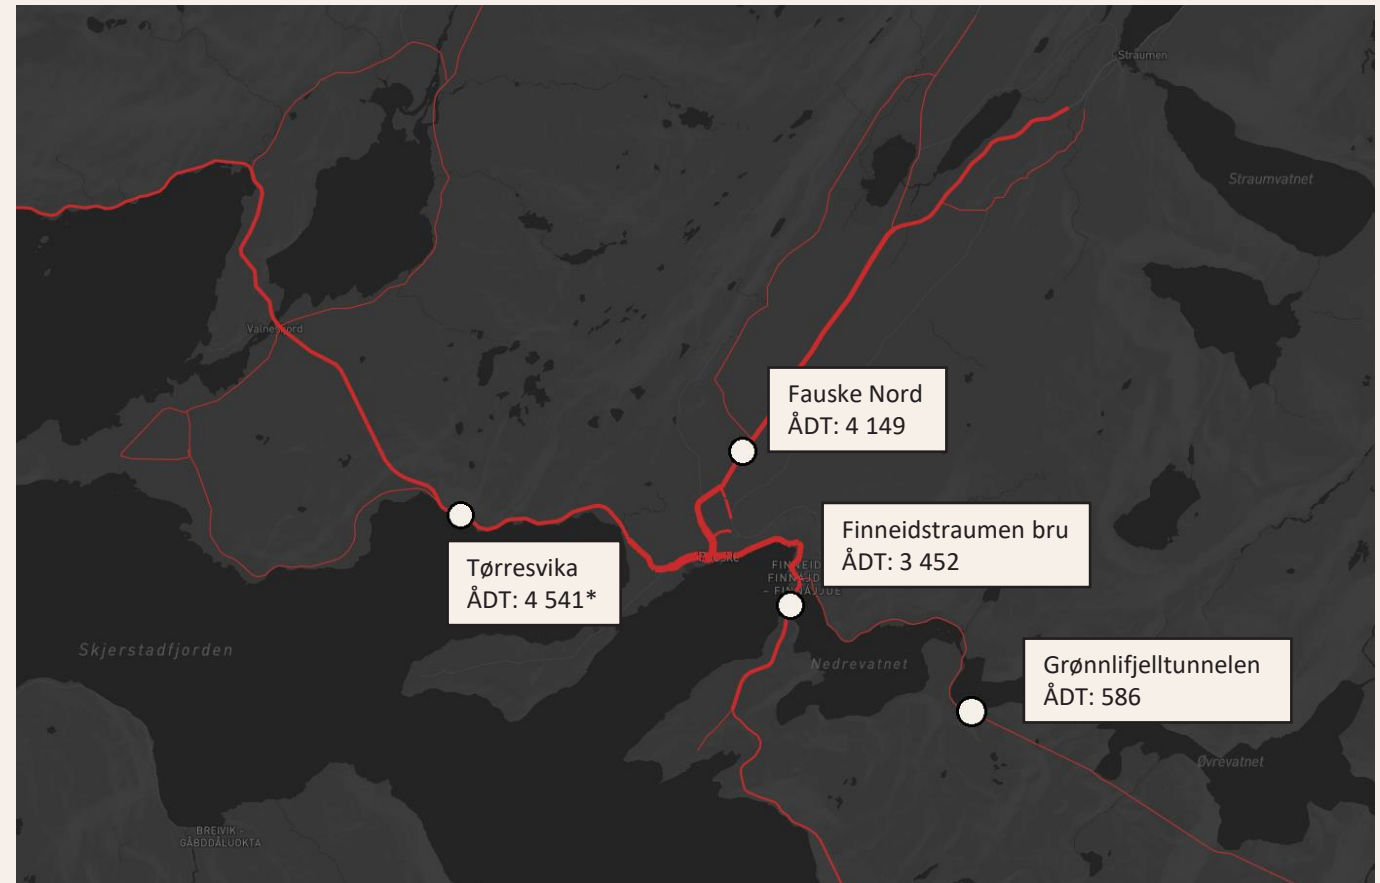 Straumen
Straumvatnet
Valnesfjord
Fauske Nord
ÅDT: 4 149
Finneidstraumen bru
ÅDT: 3 452
Tørresvika
ÅDT: 4 541*
Skjerstadfjorden
Nedrevatnet
Grønnlifjelltunnelen
ÅDT: 586
Øvrevatnet
BREIVIK -
GÅBDDÅLUOKTA